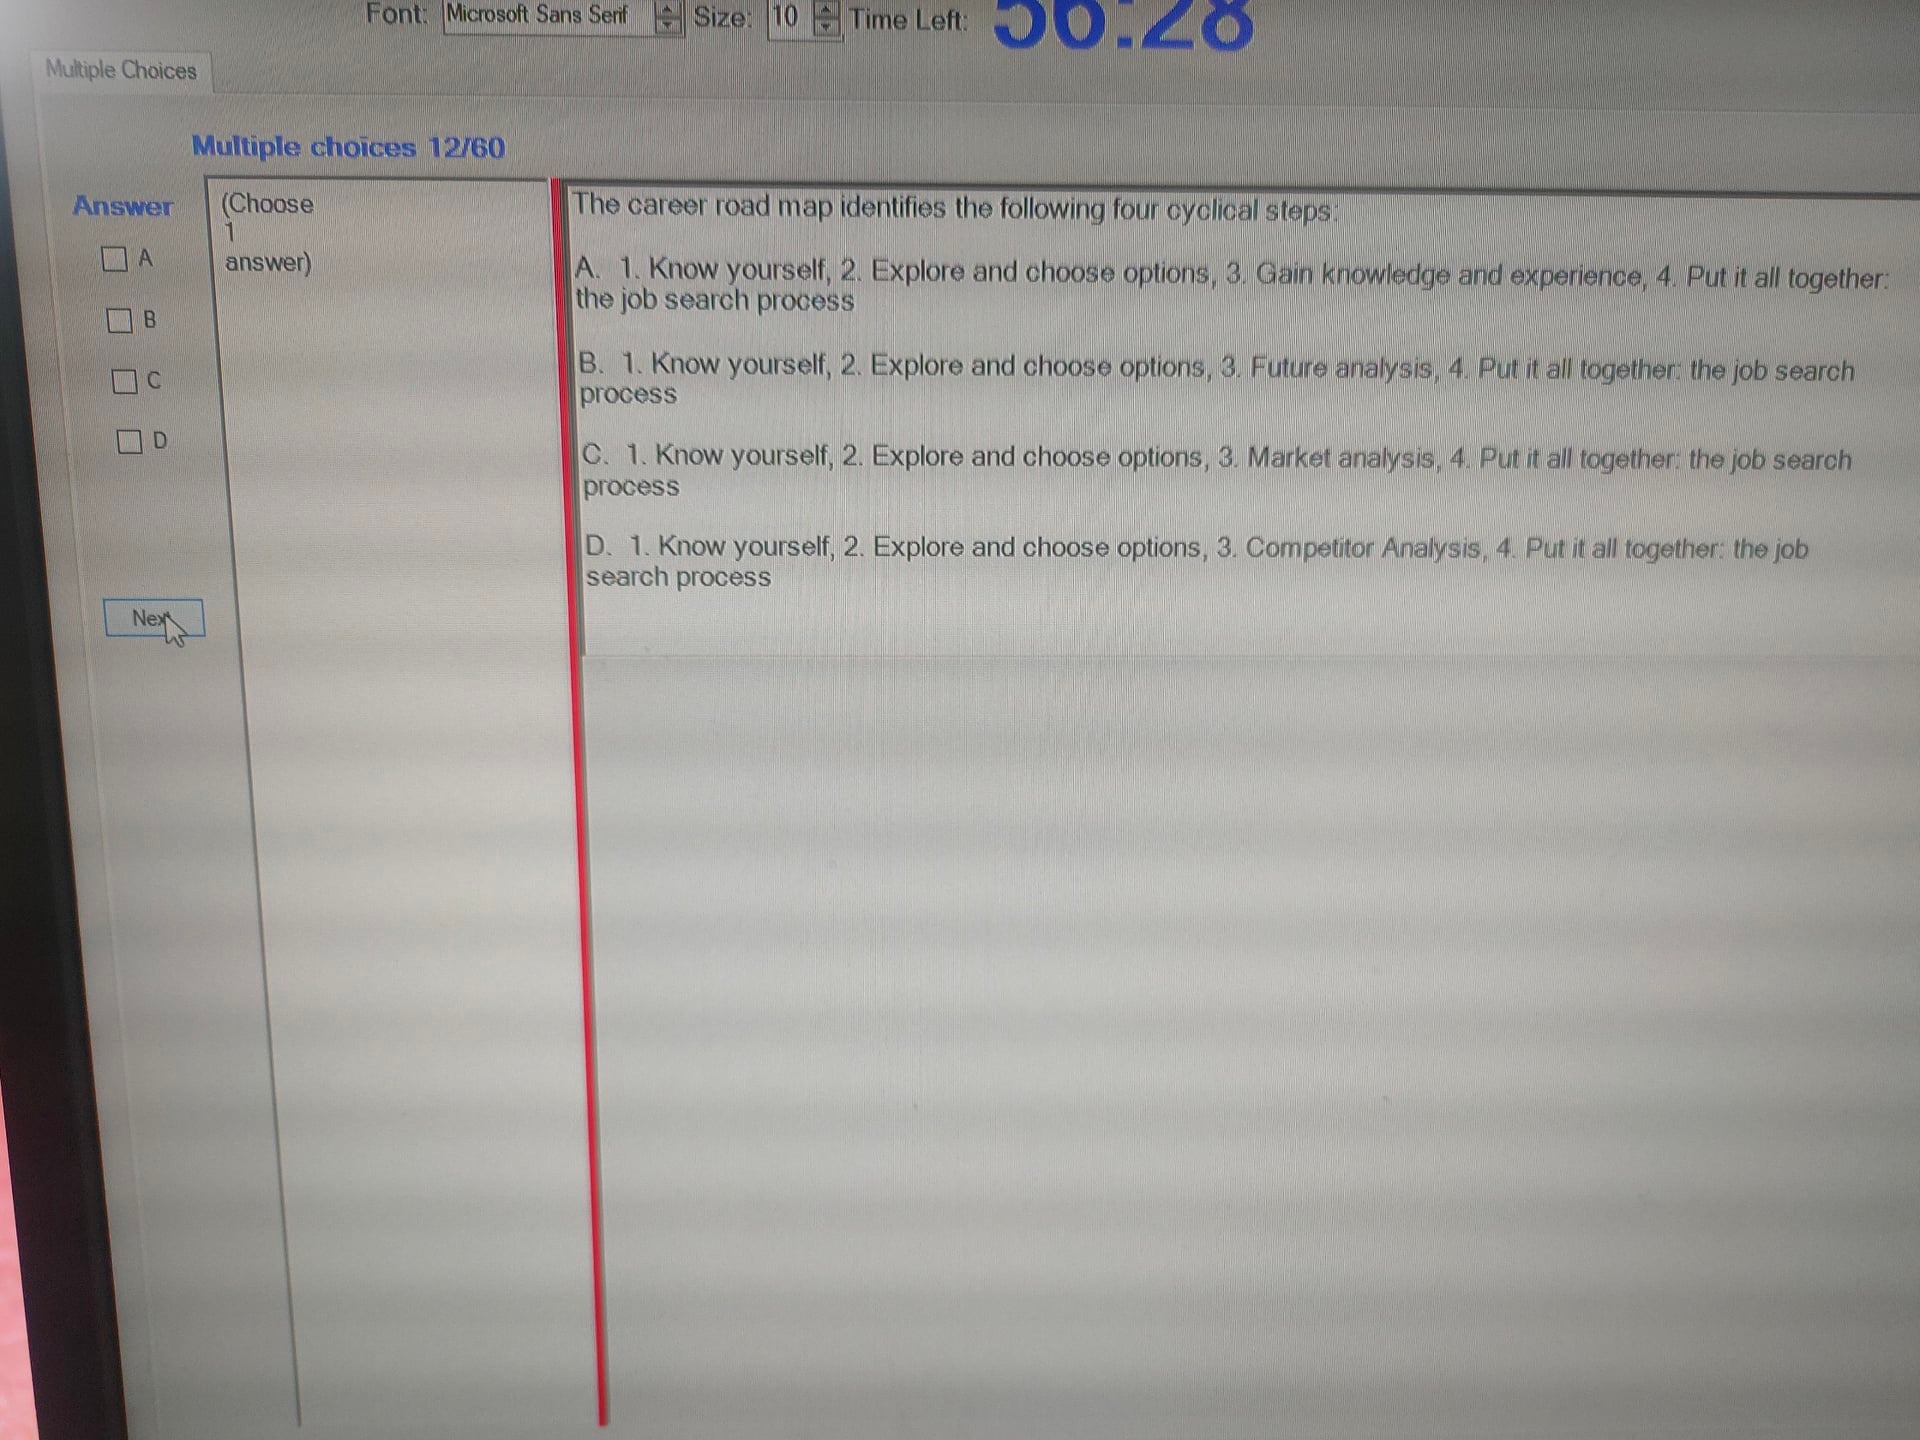 Font: Microsoft Sans Serif Size: 10 Time Left: 56:28
Multiple Choices
Multiple choices 12/60
Answer
A
B
C
D
Next
(Choose
1
answer)
The career road map identifies the following four cyclical steps:
A. 1. Know yourself, 2. Explore and choose options, 3. Gain knowledge and experience, 4. Put it all together:
the job search process
B. 1. Know yourself, 2. Explore and choose options, 3. Future analysis, 4. Put it all together: the job search
process
C. 1. Know yourself, 2. Explore and choose options, 3. Market analysis, 4. Put it all together: the job search
process
D. 1. Know yourself, 2. Explore and choose options, 3. Competitor Analysis, 4. Put it all together: the job
search process